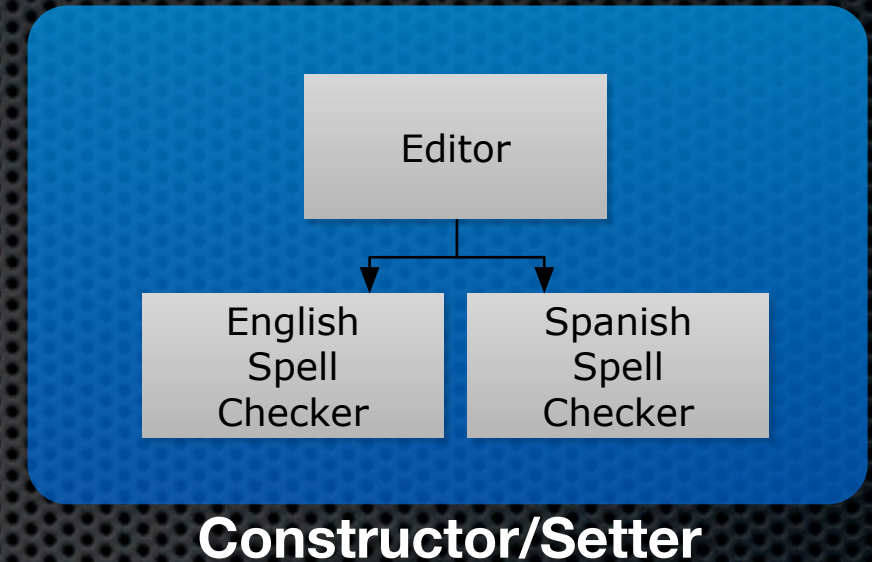 Editor
English
Spell
Checker
Spanish
Spell
Checker
Constructor/Setter